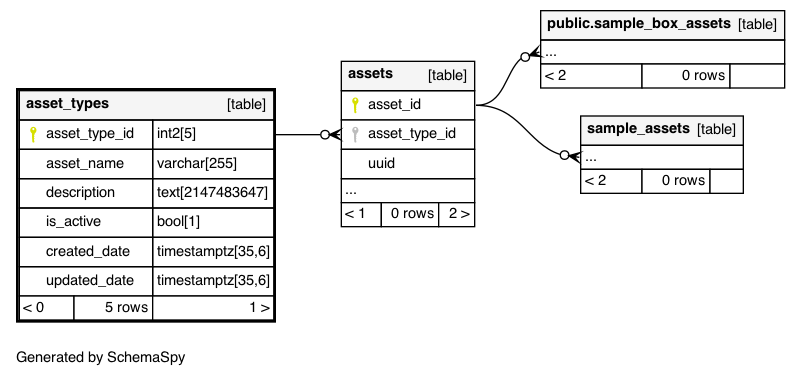 public.sample_box_assets [table]
...
< 2 0 rows
assets [table]
asset_id
asset_type_id
uuid
...
< 1 0 rows 2 >
sample_assets [table]
...
< 2 0 rows
asset_types [table]
asset_type_id int2[5]
asset_name varchar[255]
description text[2147483647]
is_active bool[1]
created_date timestamptz[35,6]
updated_date timestamptz[35,6]
< 0 5 rows 1 >
Generated by SchemaSpy